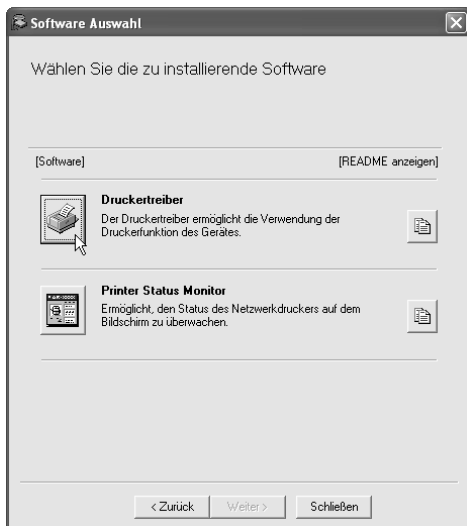 Software Auswahl
Wählen Sie die zu installierende Software
[Software] [README anzeigen]
Druckertreiber
Der Druckertreiber ermöglicht die Verwendung der
Druckerfunktion des Gerätes.
Printer Status Monitor
Ermöglicht, den Status des Netzwerkdruckers auf dem
Bildschirm zu überwachen.
< Zurück Weiter > Schließen